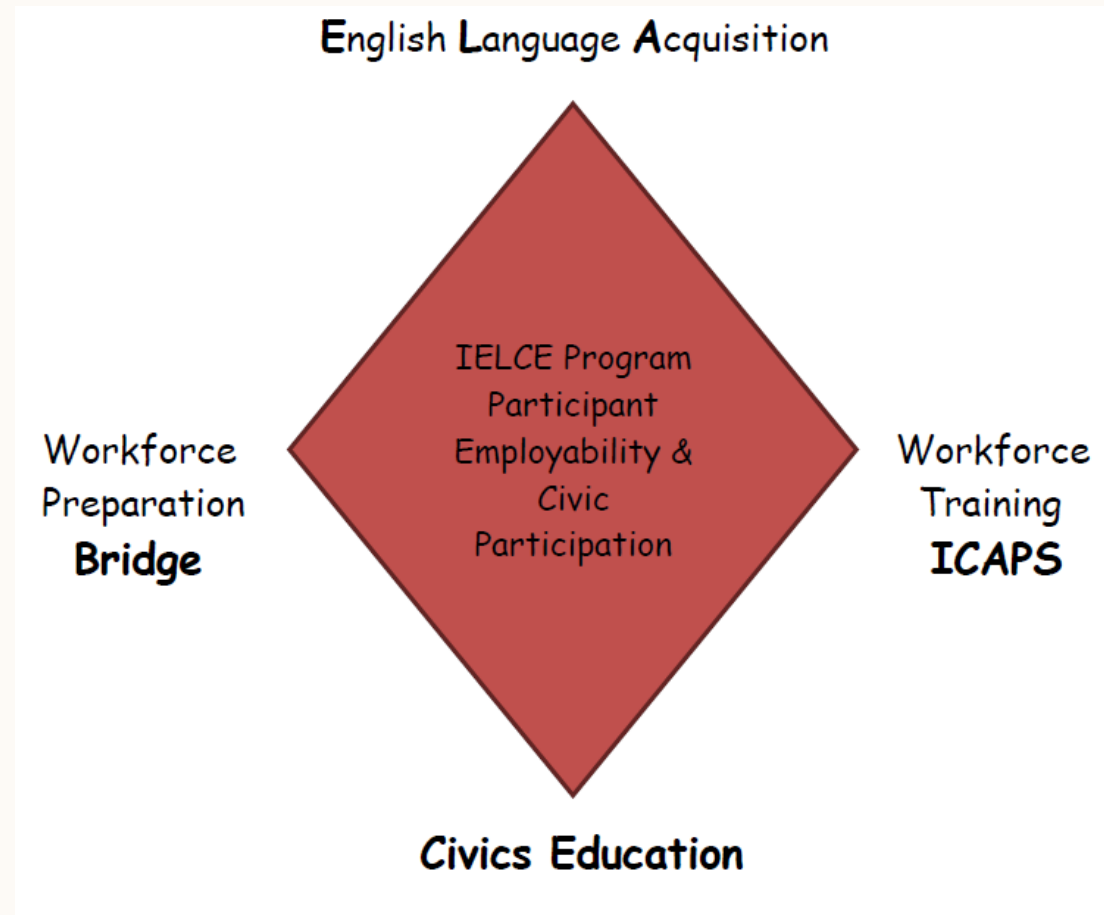 English Language Acquisition
IELCE Program
Participant
Employability &
Civic
Participation
Workforce
Preparation
Bridge
Workforce
Training
ICAPS
Civics Education